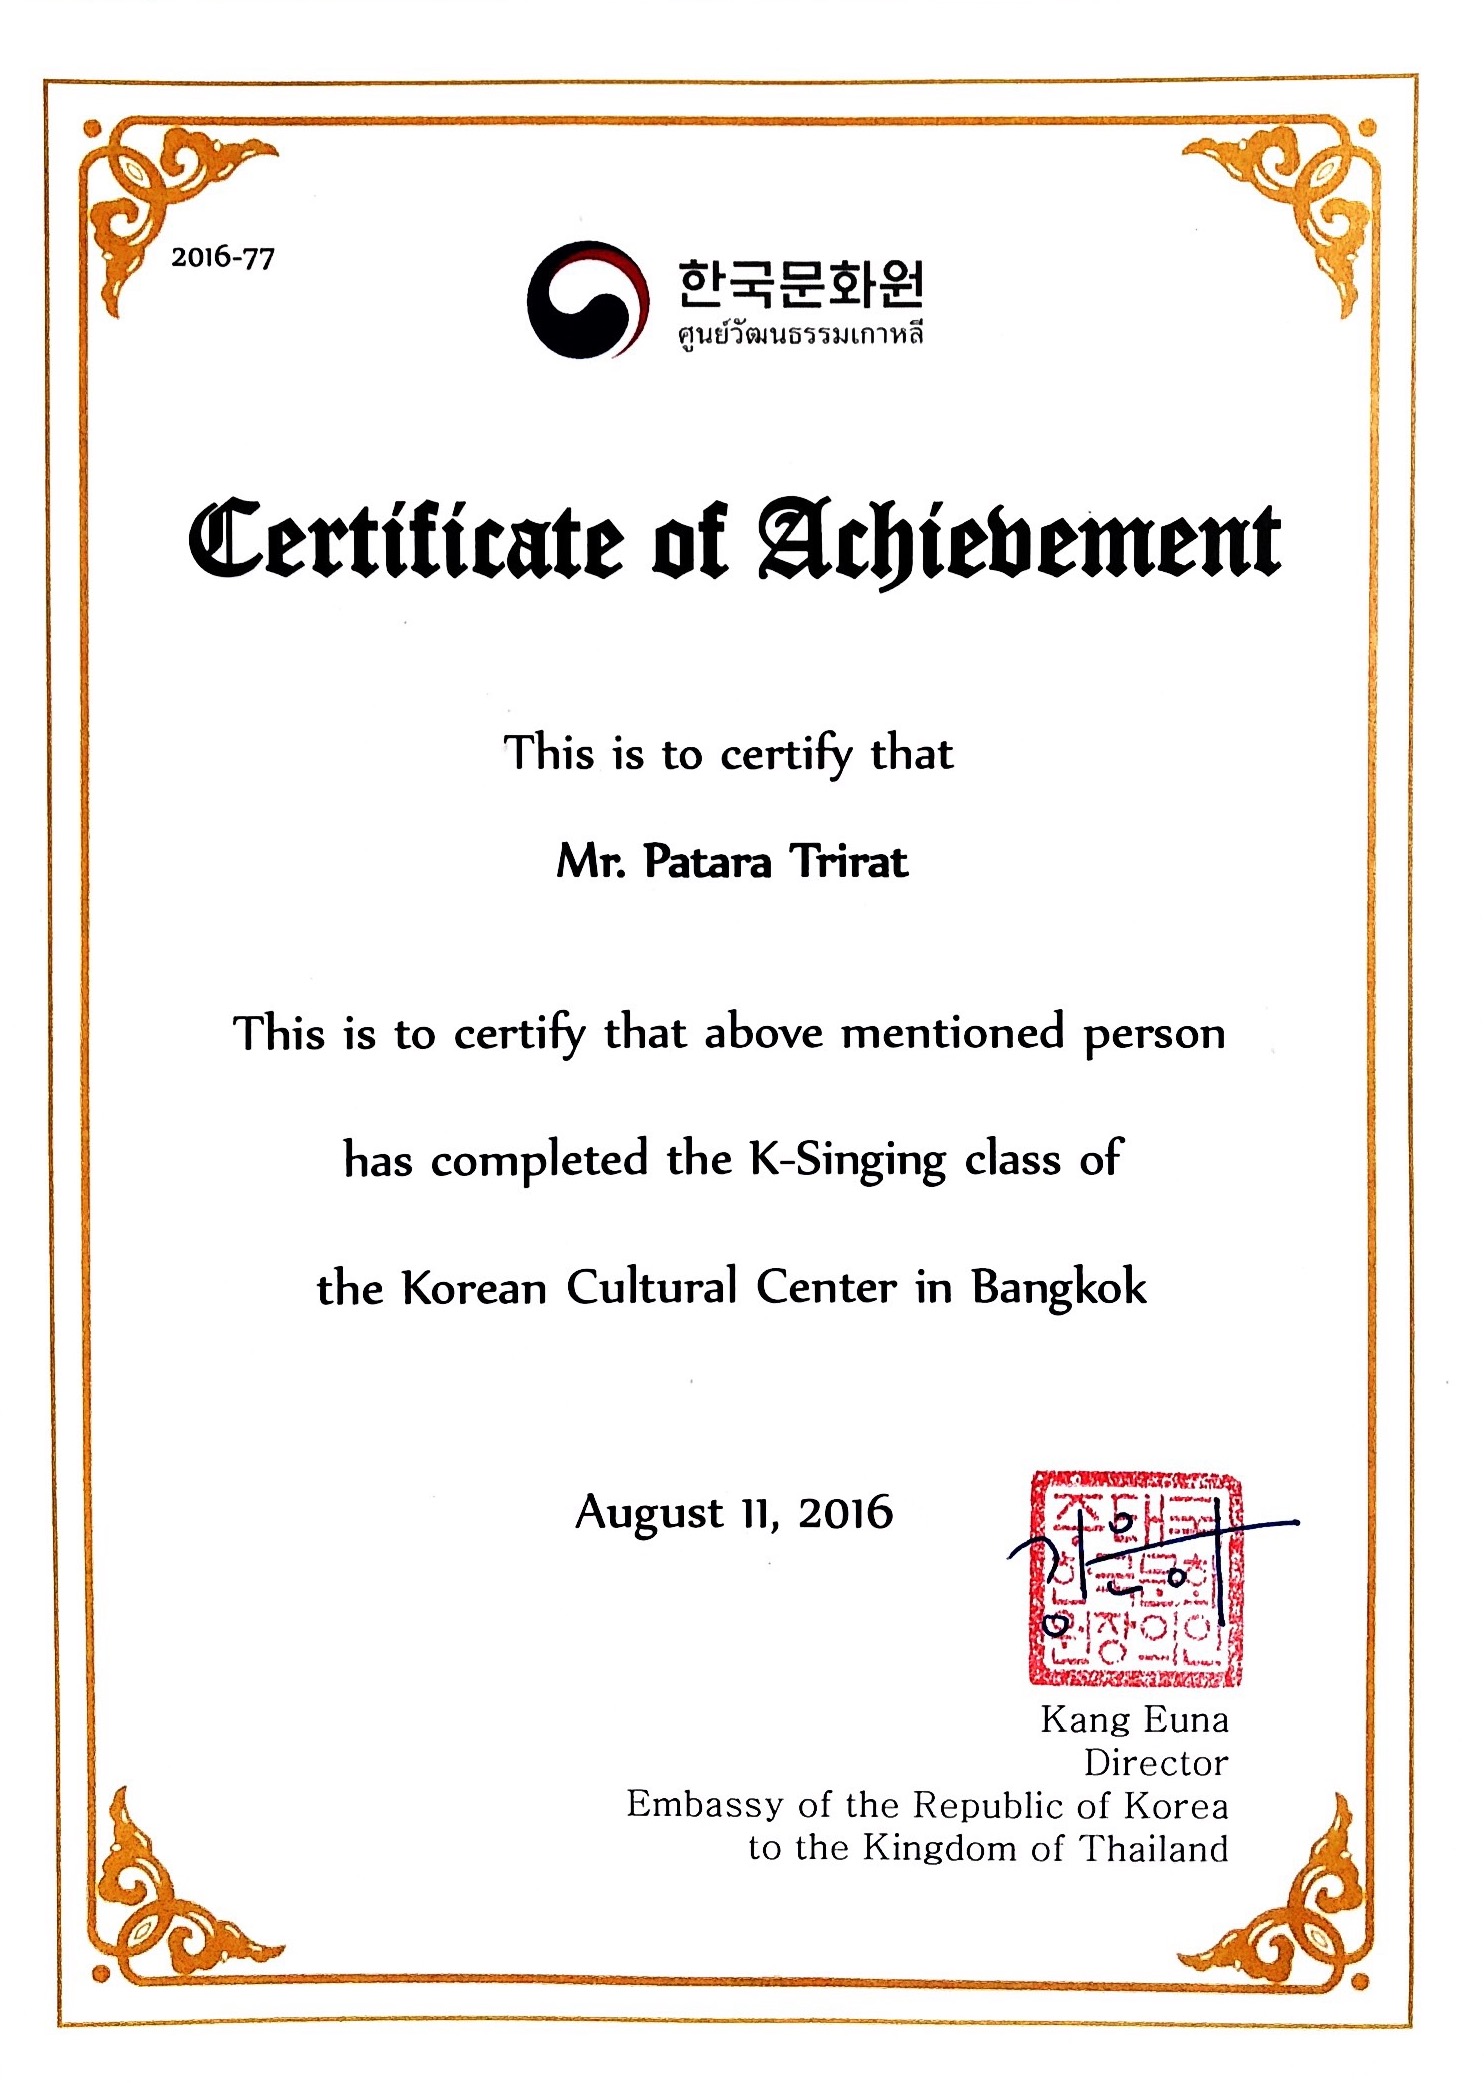 2016-77
한국문화원
ศูนย์วัฒนธรรมเกาหลี
Certificate of Achievement
This is to certify that
Mr. Patara Trirat
This is to certify that above mentioned person
has completed the K-Singing class of
the Korean Cultural Center in Bangkok
August 11, 2016
주태국
한국문화
원장의인
Kang Euna
Director
Embassy of the Republic of Korea
to the Kingdom of Thailand